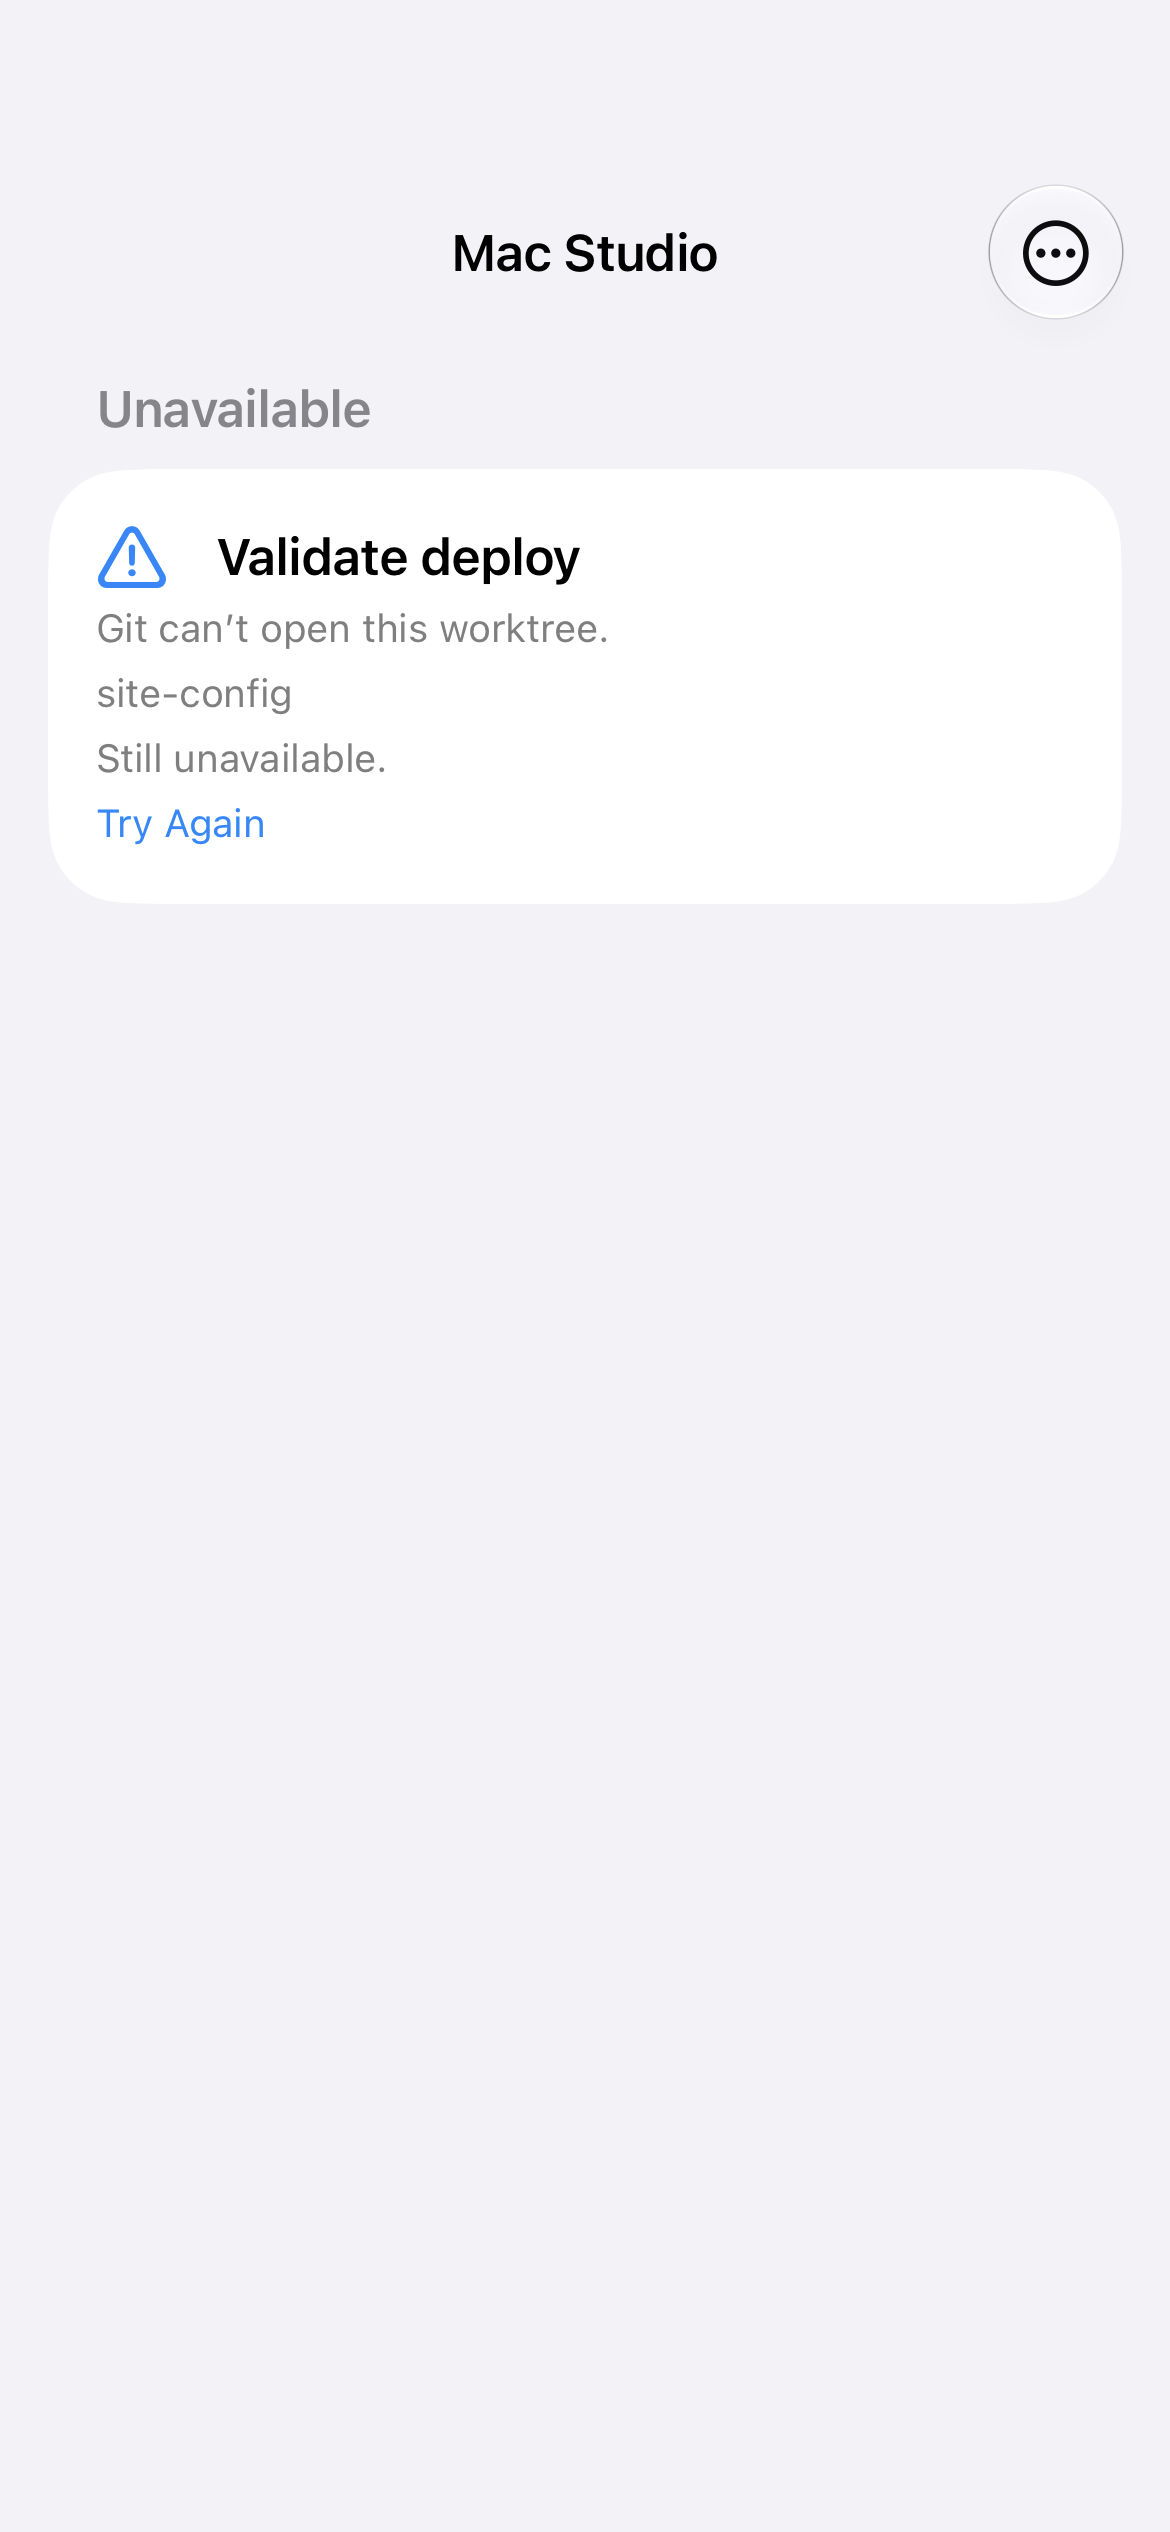 Mac Studio
Unavailable
Validate deploy
Git can’t open this worktree.
site-config
Still unavailable.
Try Again